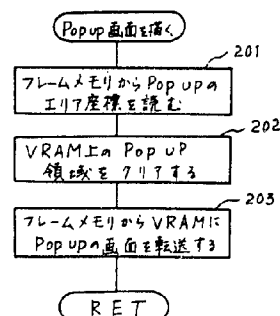 Popup画面を描く
201
フレームメモリからPop upの
エリア座標を読む
202
VRAM上の Pop UP
領域をクリアする
203
フレームメモリからVRAMに
Pop upの画面を転送する
RET